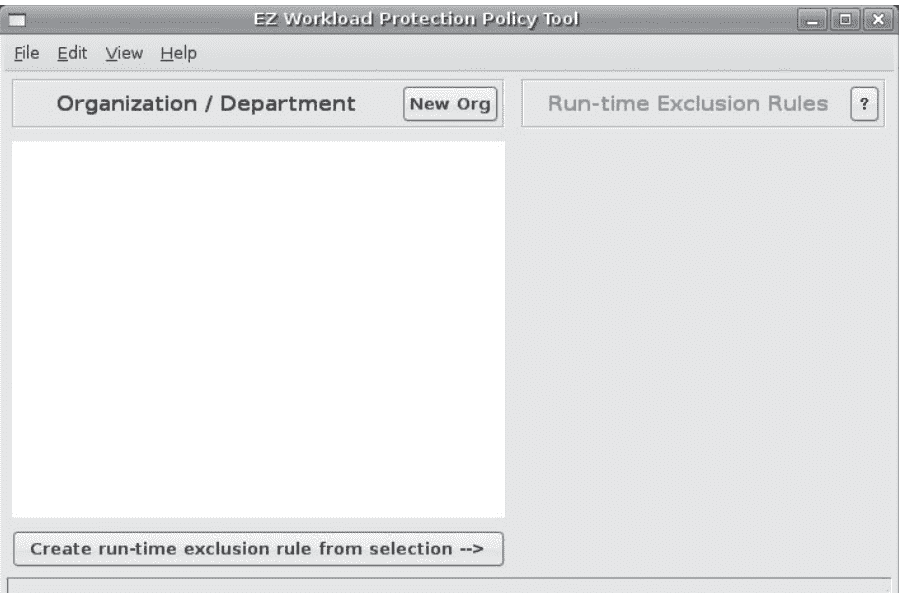 EZ Workload Protection Policy Tool
File Edit View Help
Organization / Department New Org
Run-time Exclusion Rules ?
Create run-time exclusion rule from selection -->